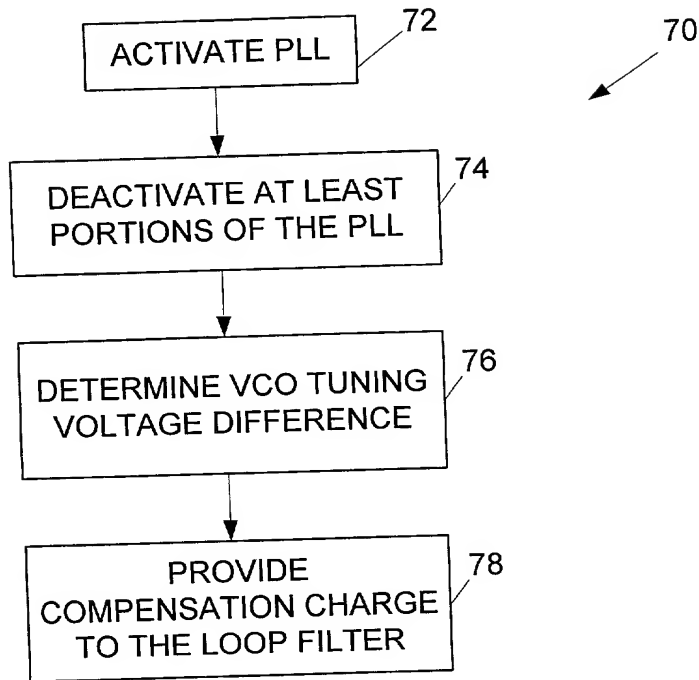 ACTIVATE PLL
72
70
DEACTIVATE AT LEAST
PORTIONS OF THE PLL
74
DETERMINE VCO TUNING
VOLTAGE DIFFERENCE
76
PROVIDE
COMPENSATION CHARGE
TO THE LOOP FILTER
78